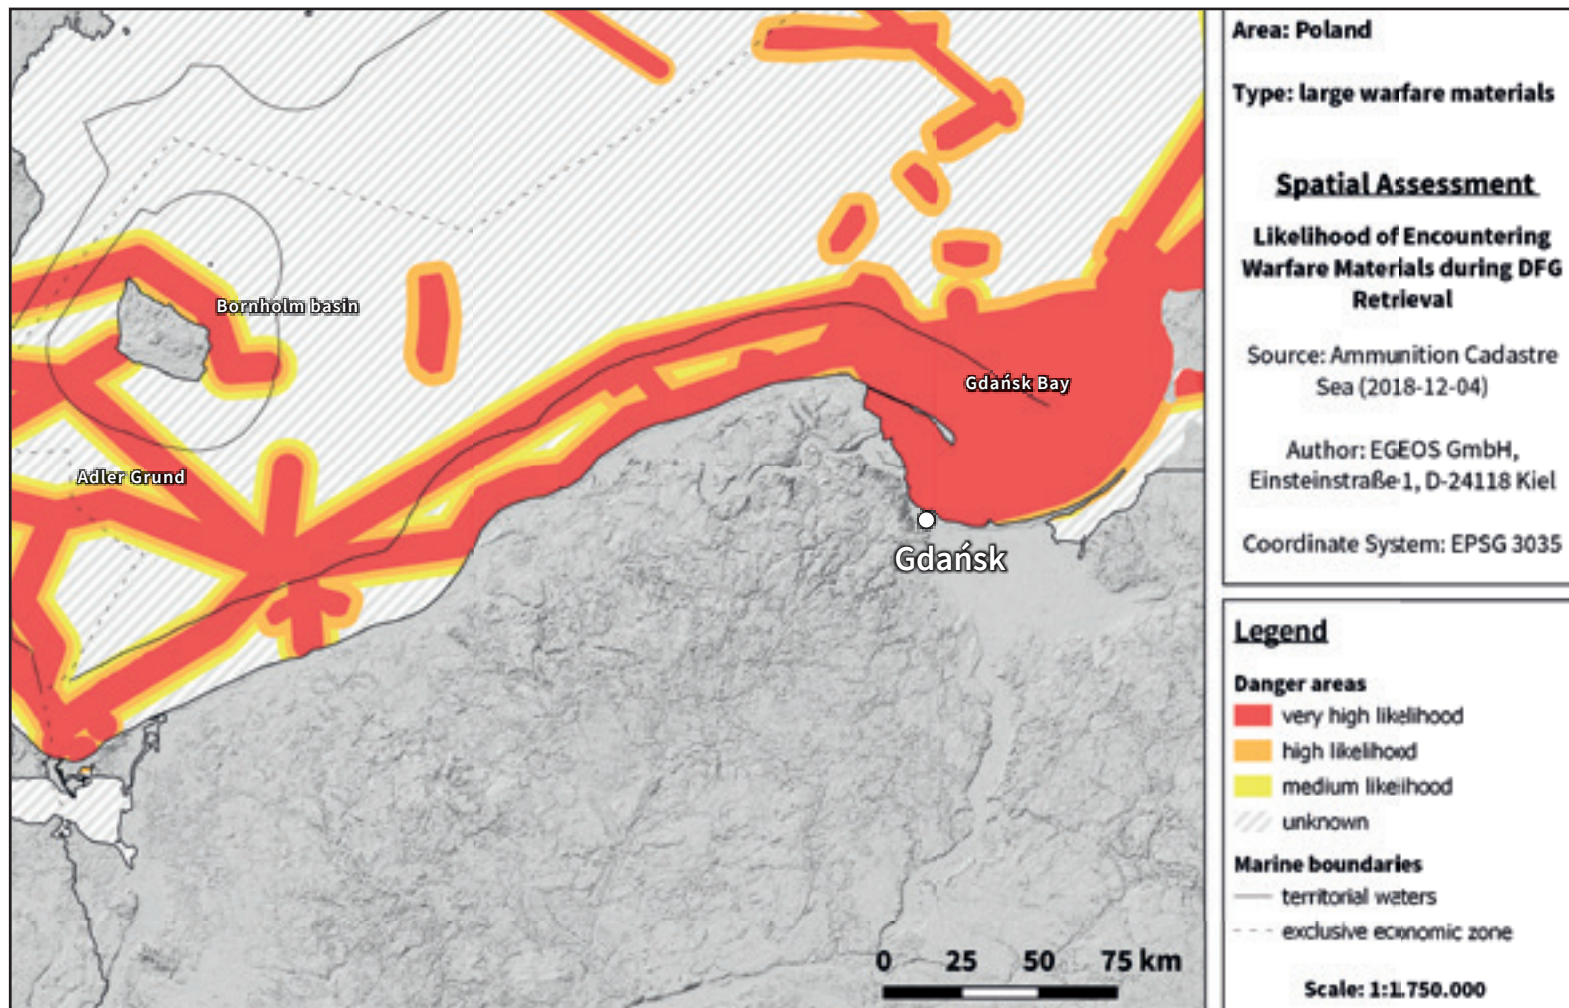 Area: Poland
Type: large warfare materials
Spatial Assessment
Likelihood of Encountering
Warfare Materials during DFG
Retrieval
Source: Ammunition Cadastre
Sea (2018-12-04)
Author: EGEOS GmbH,
Einsteinstraße 1, D-24118 Kiel
Coordinate System: EPSG 3035
Legend
Danger areas
very high likelihood
high likelihood
medium likelihood
unknown
Marine boundaries
territorial waters
exclusive economic zone
Scale: 1:1.750.000
Bornholm basin
Gdańsk Bay
Adler Grund
Gdańsk
0 25 50 75 km